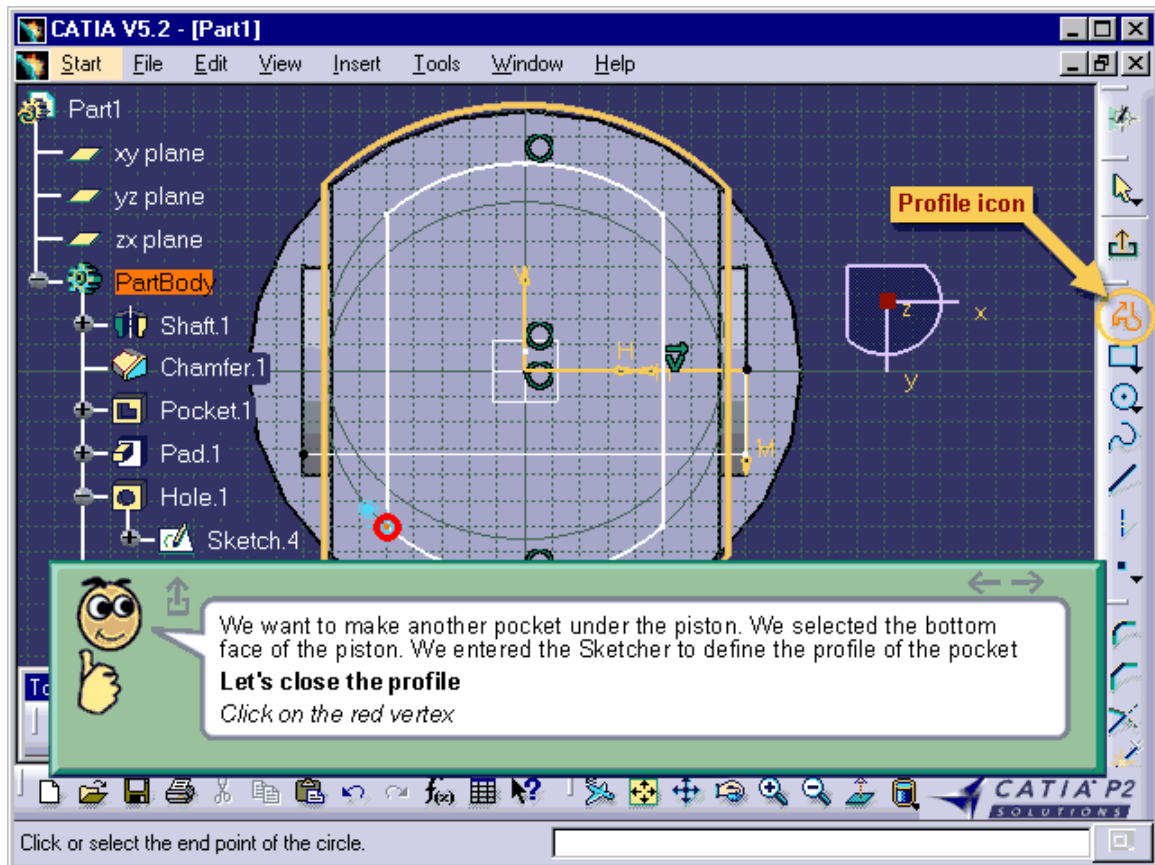 CATIA V5.2 - [Part1]
Start File Edit View Insert Tools Window Help
Part1
xy plane
yz plane
zx plane
PartBody
Shaft.1
Chamfer.1
Pocket.1
Pad.1
Hole.1
Sketch.4
V
H
V
M
Profile icon
z
x
y
We want to make another pocket under the piston. We selected the bottom
face of the piston. We entered the Sketcher to define the profile of the pocket
Let's close the profile
Click on the red vertex
To
f(x)
?
CATIA P2
SOLUTIONS
Click or select the end point of the circle.